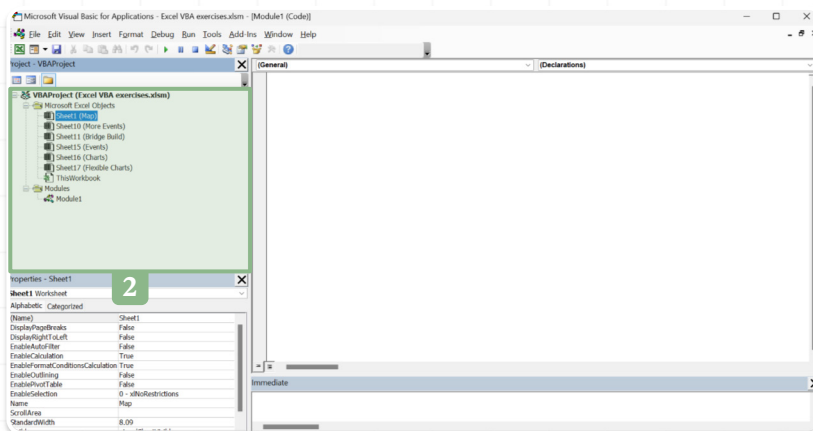 Microsoft Visual Basic for Applications - Excel VBA exercises.xlsm - [Module1 (Code)]
File Edit View Insert Format Debug Run Tools Add-Ins Window Help
roject - VBAProject
(General)
(Declarations)
VBAProject (Excel VBA exercises.xlsm)
Microsoft Excel Objects
Sheet1 (Map)
Sheet10 (More Events)
Sheet11 (Bridge Build)
Sheet15 (Events)
Sheet16 (Charts)
Sheet17 (Flexible Charts)
ThisWorkbook
Modules
Module1
2
roperties - Sheet1
Sheet1 Worksheet
Alphabetic Categorized
(Name) Sheet1
DisplayPageBreaks False
DisplayRightToLeft False
EnableAutoFilter False
EnableCalculation True
EnableFormatConditionsCalculation True
EnableOutlining False
EnablePivotTable False
EnableSelection 0 - xlNoRestrictions
Name Map
ScrollArea
StandardWidth 8.09
Immediate